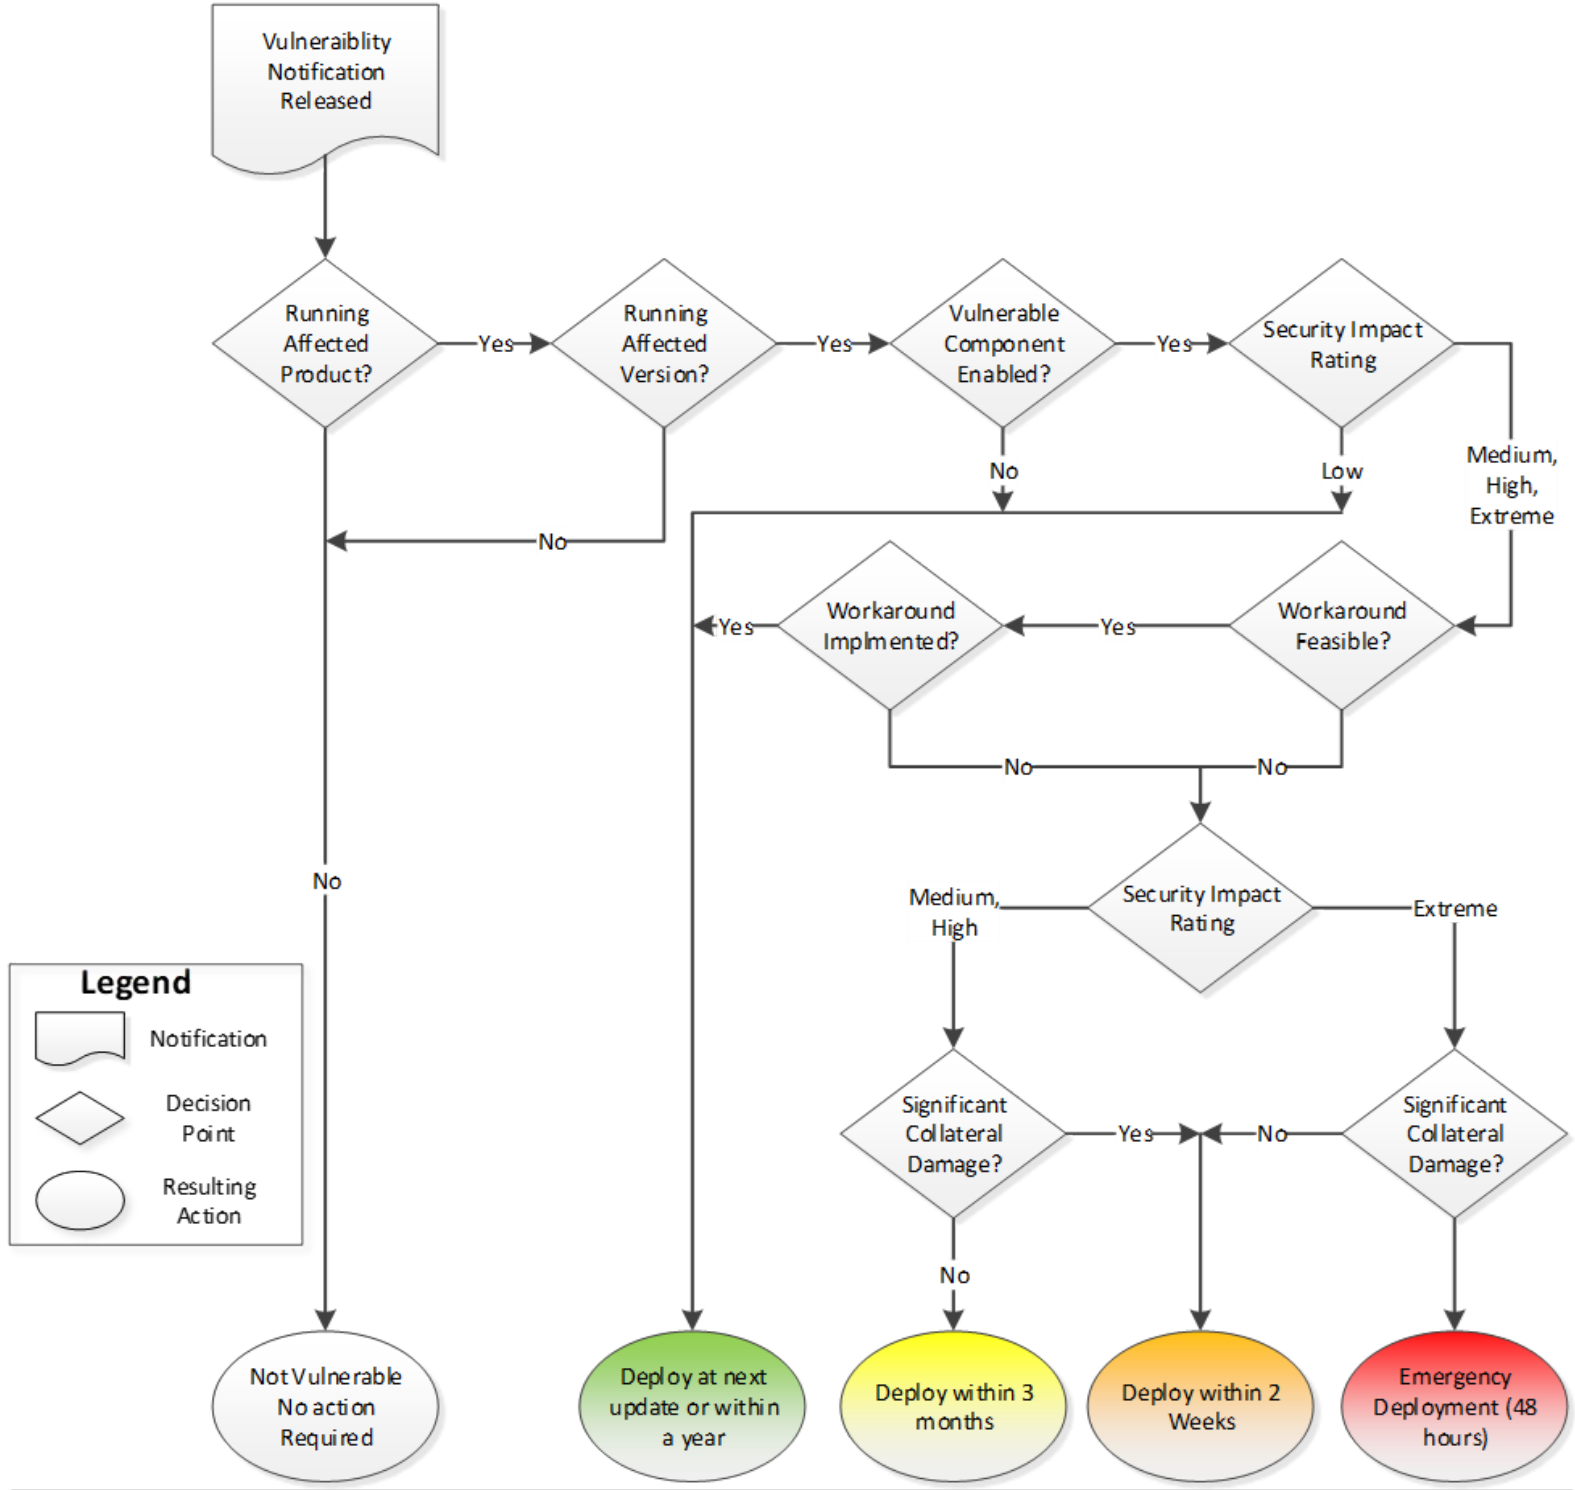 Vulneraiblity
Notification
Released
Running
Affected
Product?
Yes
Running
Affected
Version?
Yes
Vulnerable
Component
Enabled?
Yes
Security Impact
Rating
No
Low
Medium,
High,
Extreme
No
Workaround
Feasible?
Yes
Workaround
Implmented?
Yes
No
No
No
Security Impact
Rating
Medium,
High
Extreme
Significant
Collateral
Damage?
Yes
No
Significant
Collateral
Damage?
No
Legend
Notification
Decision
Point
Resulting
Action
Not Vulnerable
No action
Required
Deploy at next
update or within
a year
Deploy within 3
months
Deploy within 2
Weeks
Emergency
Deployment (48
hours)